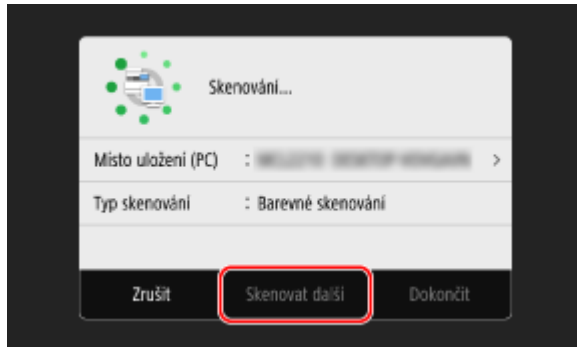 Skenování...
Místo uložení (PC) :
Typ skenování : Barevné skenování
Zrušit Skenovat další Dokončit